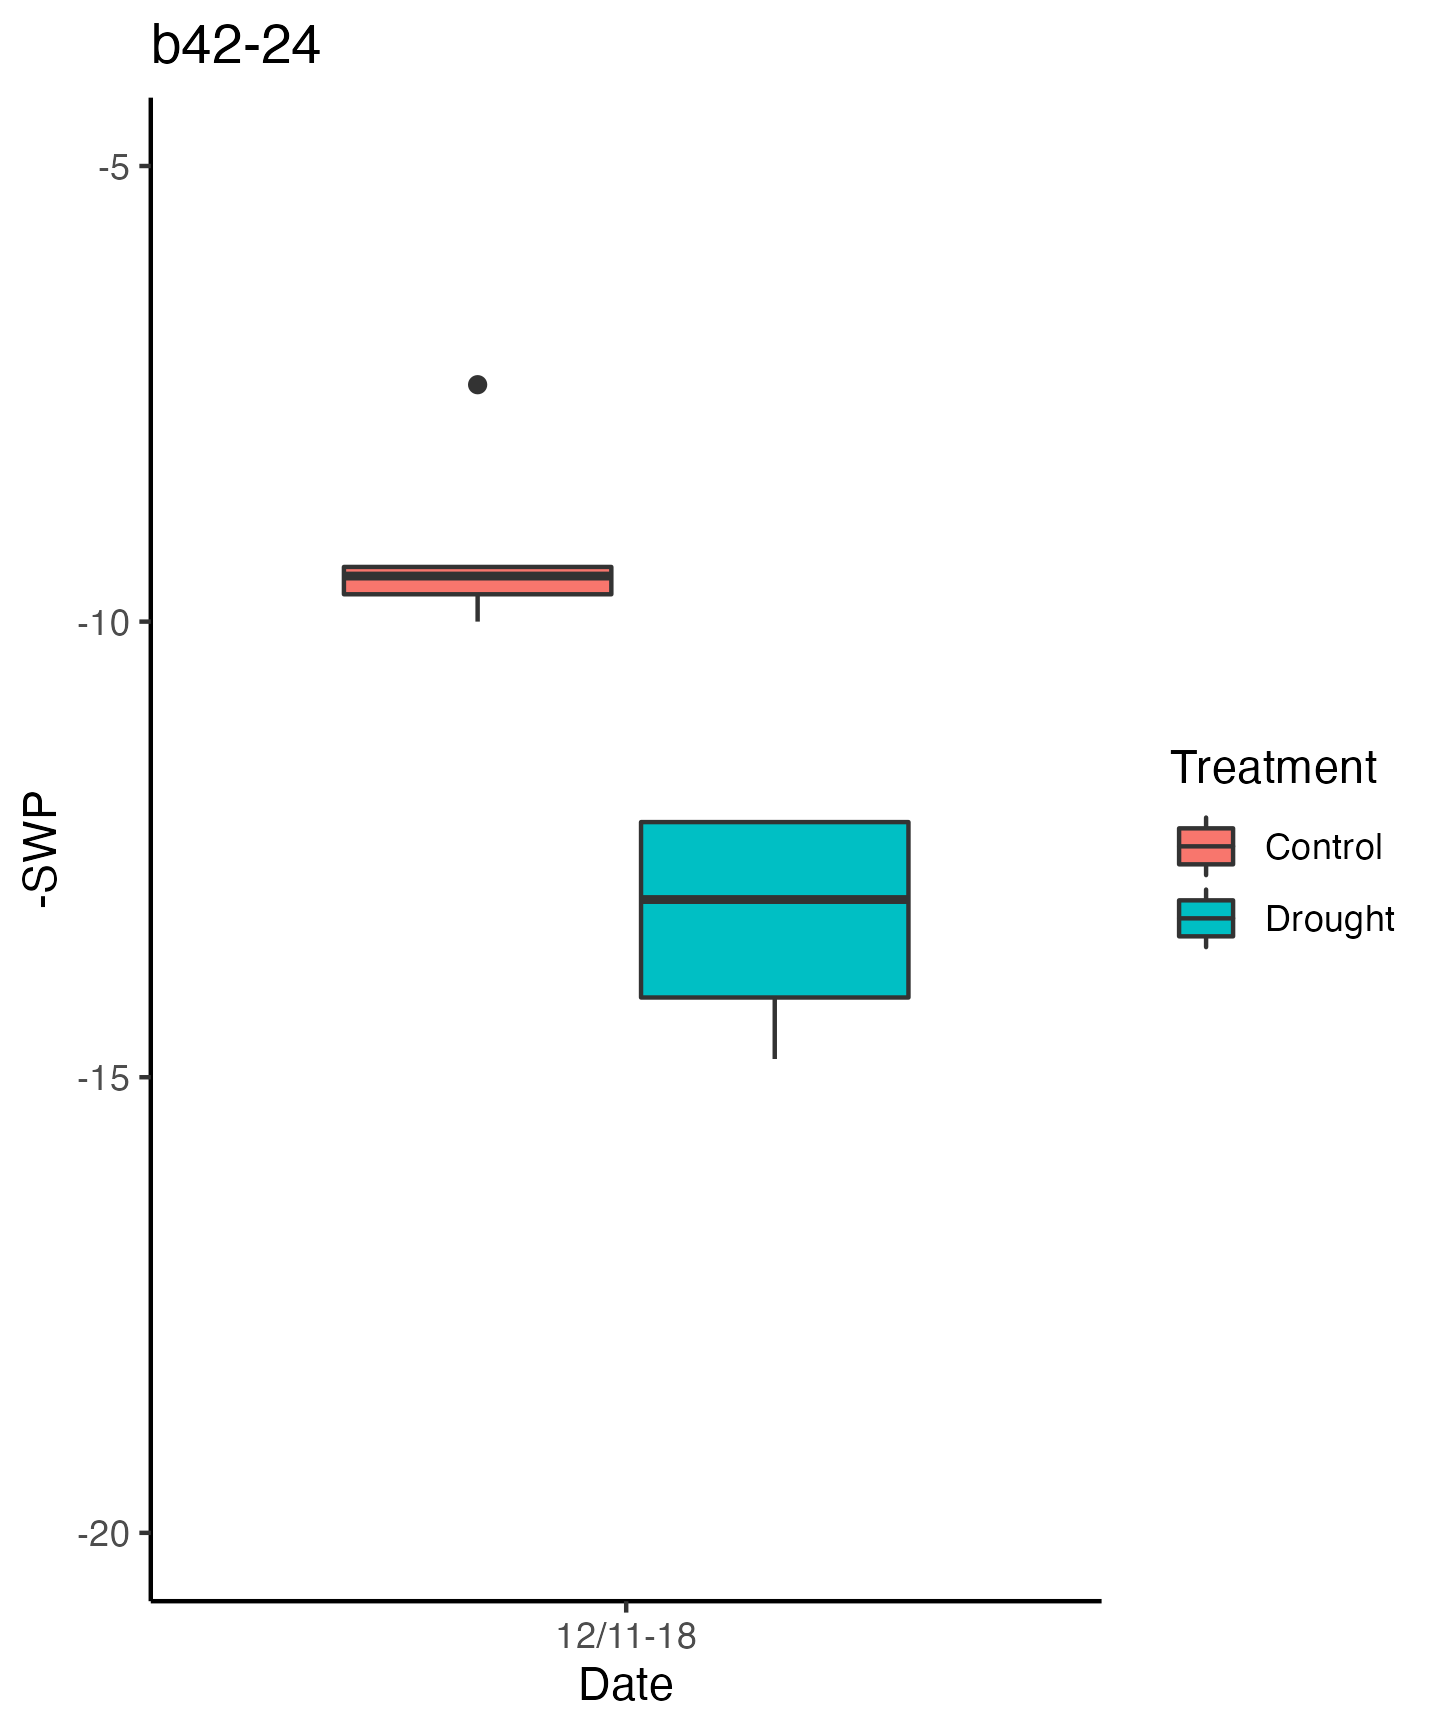 b42-24
-5
-10
-15
-20
-SWP
12/11-18
Date
Treatment
Control
Drought